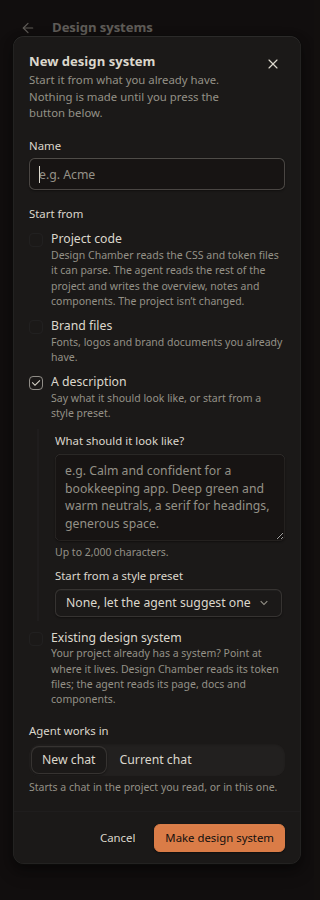 Design systems
New design system
Start it from what you already have.
Nothing is made until you press the
button below.
Name
e.g. Acme
Start from
Project code
Design Chamber reads the CSS and token files
it can parse. The agent reads the rest of the
project and writes the overview, notes and
components. The project isn't changed.
Brand files
Fonts, logos and brand documents you already
have.
A description
Say what it should look like, or start from a
style preset.
What should it look like?
e.g. Calm and confident for a
bookkeeping app. Deep green and
warm neutrals, a serif for headings,
generous space.
Up to 2,000 characters.
Start from a style preset
None, let the agent suggest one
Existing design system
Your project already has a system? Point at
where it lives. Design Chamber reads its token
files; the agent reads its page, docs and
components.
Agent works in
New chat Current chat
Starts a chat in the project you read, or in this one.
Cancel Make design system